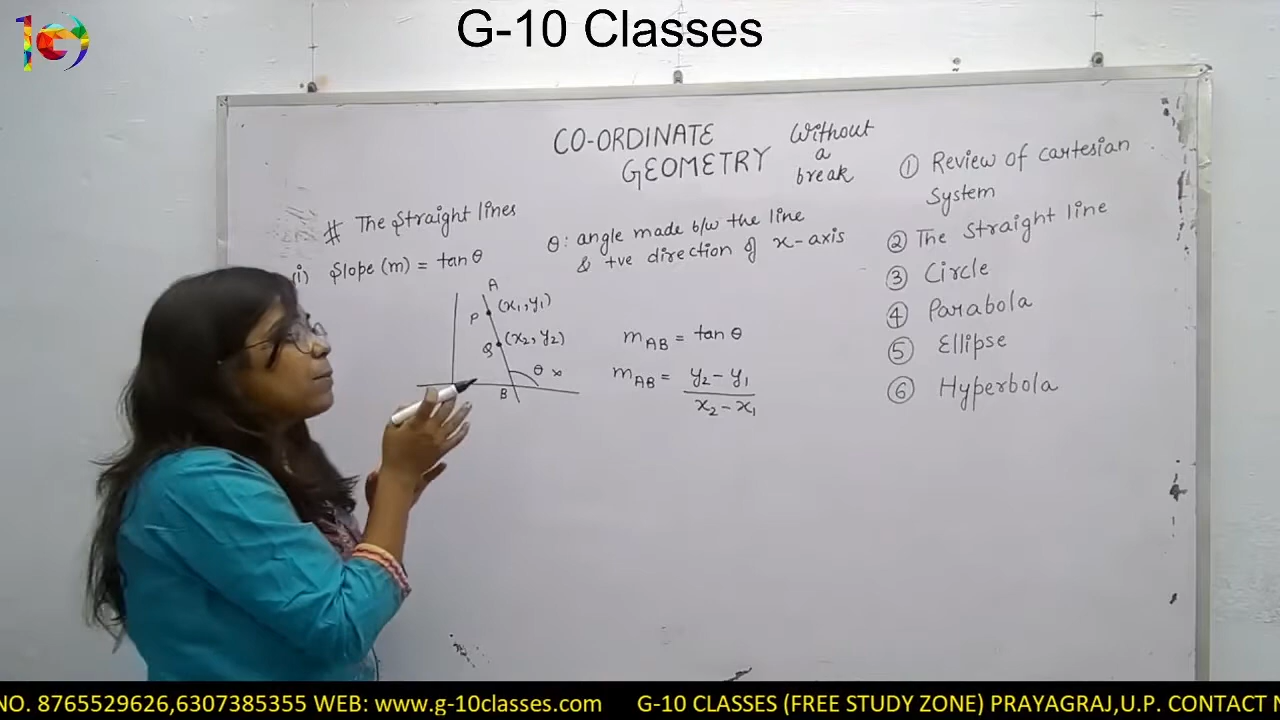 G-10 Classes
CO-ORDINATE
GEOMETRY
Without
a
break
# The Straight lines
(i) Slope (m) = tan θ
θ: angle made b/w the line
& +ve direction of x-axis
A
P (x₁, y₁)
Q (x₂, y₂)
θ x
B
m_AB = tan θ
m_AB = y₂ - y₁
x₂ - x₁
① Review of cartesian
System
② The Straight line
③ Circle
④ Parabola
⑤ Ellipse
⑥ Hyperbola
NO. 8765529626,6307385355 WEB: www.g-10classes.com G-10 CLASSES (FREE STUDY ZONE) PRAYAGRAJ,U.P. CONTACT